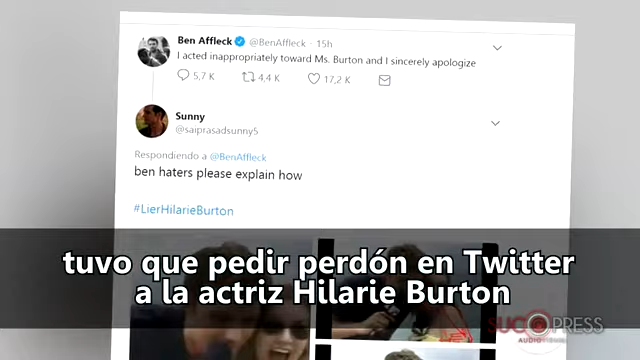 Ben Affleck @BenAffleck · 15h
I acted inappropriately toward Ms. Burton and I sincerely apologize
5,7 K 4,4 K 17,2 K
Sunny
@saiprasadsunny5
Respondiendo a @BenAffleck
ben haters please explain how
#LierHilarieBurton
tuvo que pedir perdón en Twitter
a la actriz Hilarie Burton
SUC PRESS